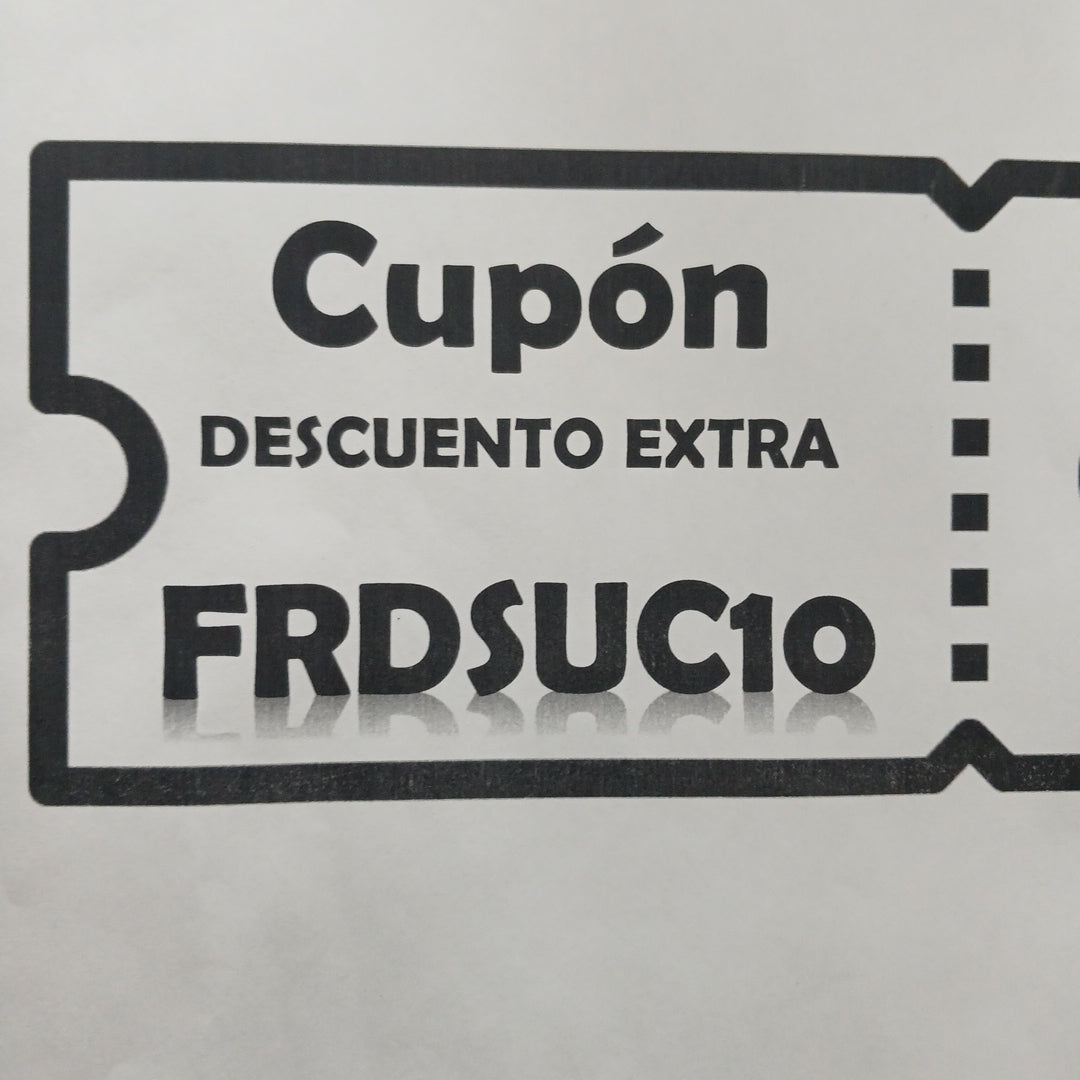 Cupón
DESCUENTO EXTRA
FRDSUC10